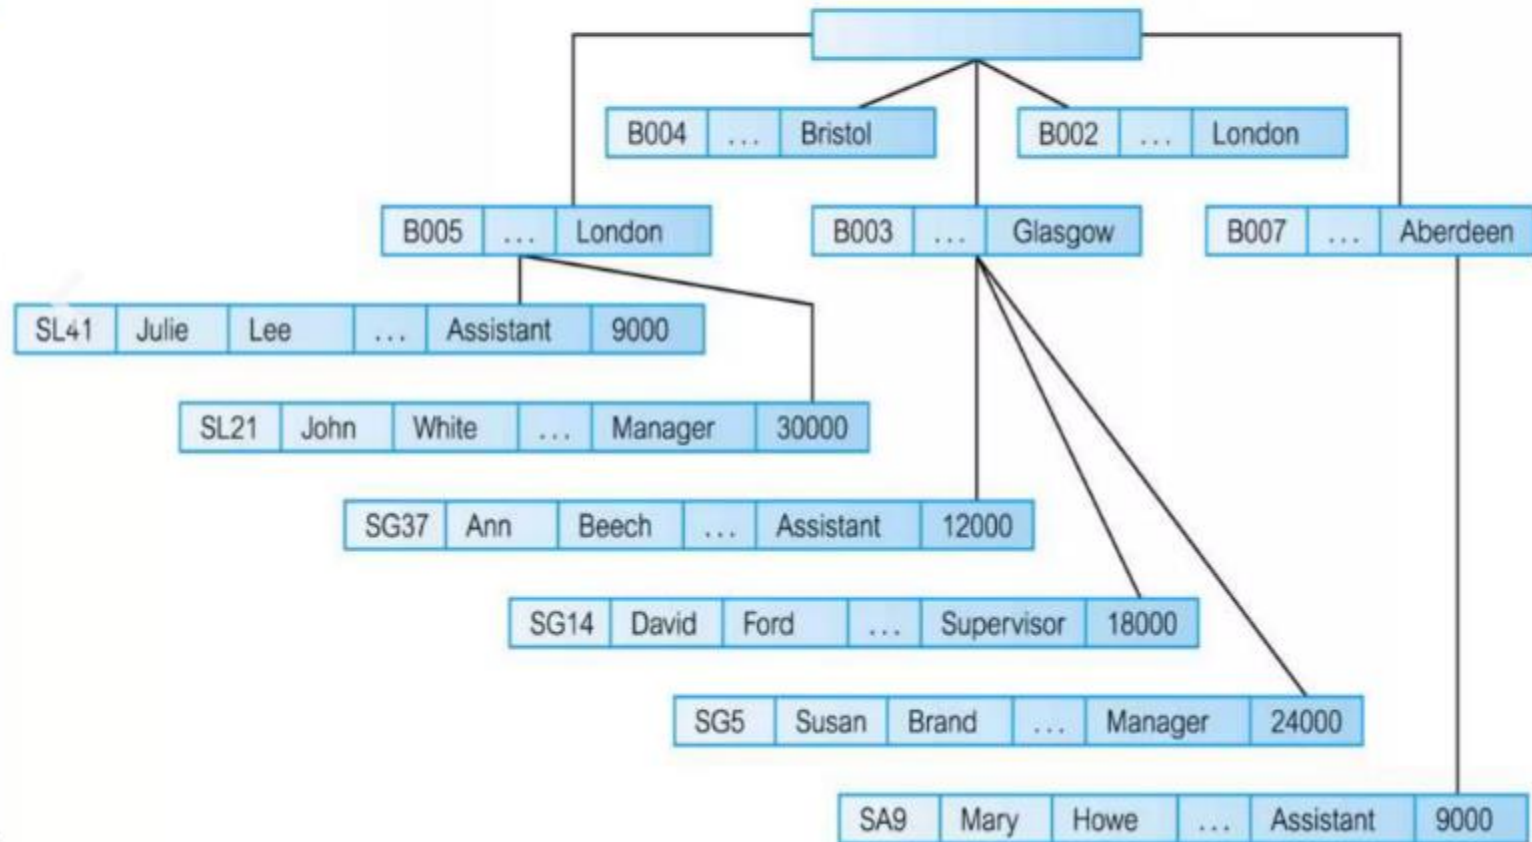 B004 ... Bristol
B002 ... London
B005 ... London
B003 ... Glasgow
B007 ... Aberdeen
SL41 Julie Lee ... Assistant 9000
SL21 John White ... Manager 30000
SG37 Ann Beech ... Assistant 12000
SG14 David Ford ... Supervisor 18000
SG5 Susan Brand ... Manager 24000
SA9 Mary Howe ... Assistant 9000